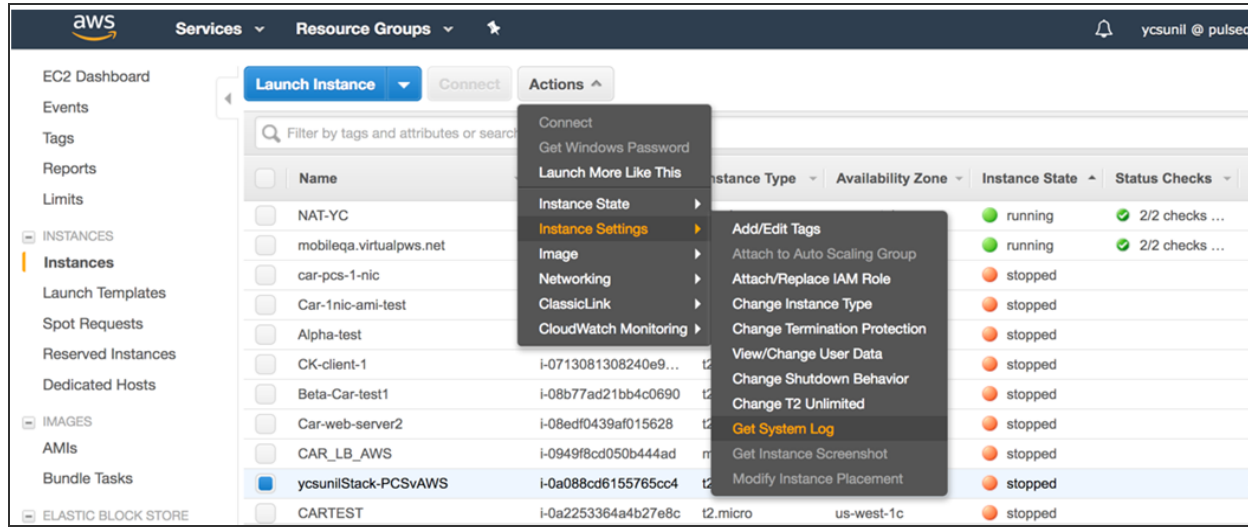 aws
Services
Resource Groups
ycsunil @ pulsec
EC2 Dashboard
Events
Tags
Reports
Limits
INSTANCES
Instances
Launch Templates
Spot Requests
Reserved Instances
Dedicated Hosts
IMAGES
AMIs
Bundle Tasks
ELASTIC BLOCK STORE
Launch Instance
Connect
Actions
Filter by tags and attributes or search
Connect
Get Windows Password
Launch More Like This
Instance State
Instance Settings
Image
Networking
ClassicLink
CloudWatch Monitoring
Add/Edit Tags
Attach to Auto Scaling Group
Attach/Replace IAM Role
Change Instance Type
Change Termination Protection
View/Change User Data
Change Shutdown Behavior
Change T2 Unlimited
Get System Log
Get Instance Screenshot
Modify Instance Placement
Name nstance Type Availability Zone Instance State Status Checks
NAT-YC running 2/2 checks ...
mobileqa.virtualpws.net running 2/2 checks ...
car-pcs-1-nic stopped
Car-1nic-ami-test stopped
Alpha-test stopped
CK-client-1 i-0713081308240e9... t2 stopped
Beta-Car-test1 i-08b77ad21bb4c0690 t2 stopped
Car-web-server2 i-08edf0439af015628 t2 stopped
CAR_LB_AWS i-0949f8cd050b444ad m stopped
ycsunilStack-PCSvAWS i-0a088cd6155765cc4 t2 stopped
CARTEST i-0a2253364a4b27e8c t2.micro us-west-1c stopped